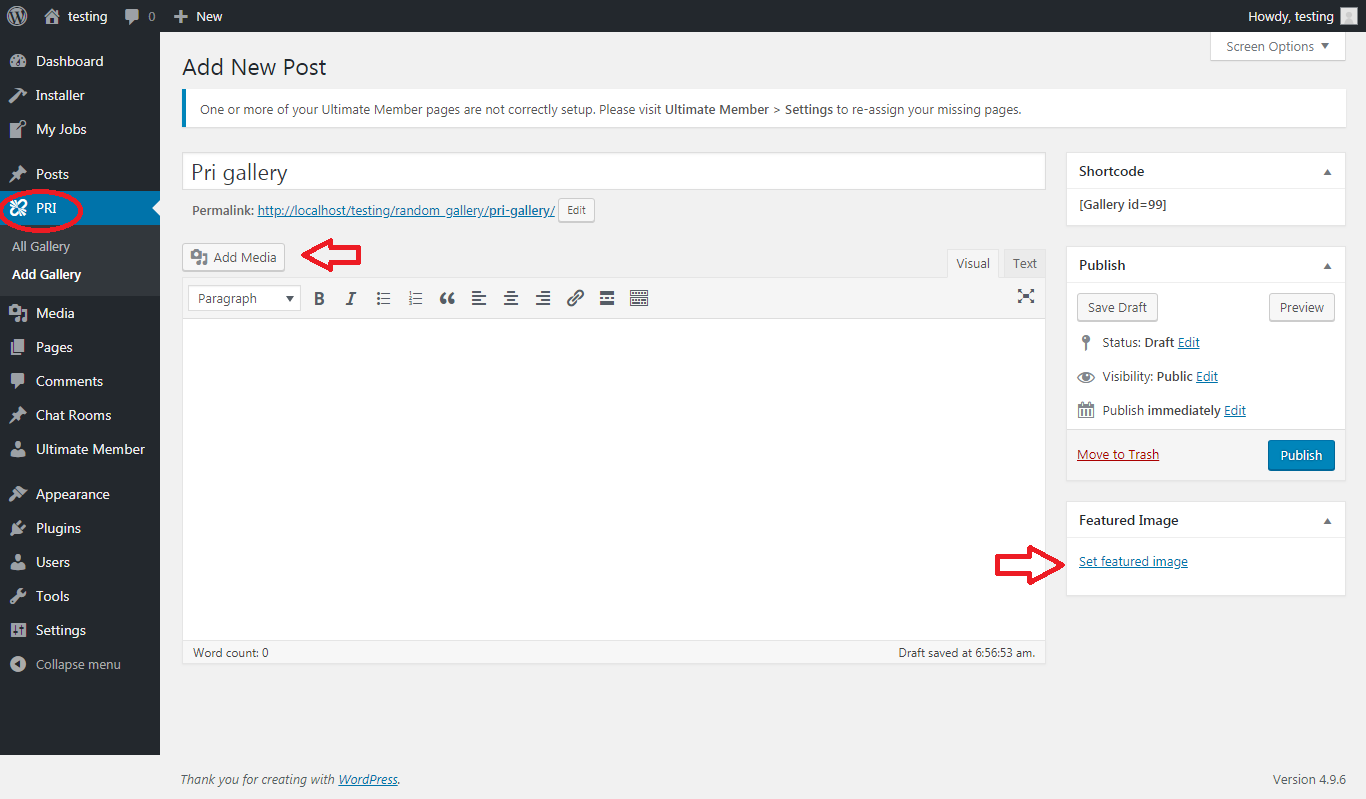 testing
0
New
Howdy, testing
Dashboard
Installer
My Jobs
Posts
PRI
All Gallery
Add Gallery
Media
Pages
Comments
Chat Rooms
Ultimate Member
Appearance
Plugins
Users
Tools
Settings
Collapse menu
Screen Options
Add New Post
One or more of your Ultimate Member pages are not correctly setup. Please visit Ultimate Member > Settings to re-assign your missing pages.
Pri gallery
Permalink: http://localhost/testing/random_gallery/pri-gallery/ Edit
Add Media
Visual Text
Paragraph B I
Word count: 0
Draft saved at 6:56:53 am.
Shortcode
[Gallery id=99]
Publish
Save Draft Preview
Status: Draft Edit
Visibility: Public Edit
Publish immediately Edit
Move to Trash Publish
Featured Image
Set featured image
Thank you for creating with WordPress.
Version 4.9.6